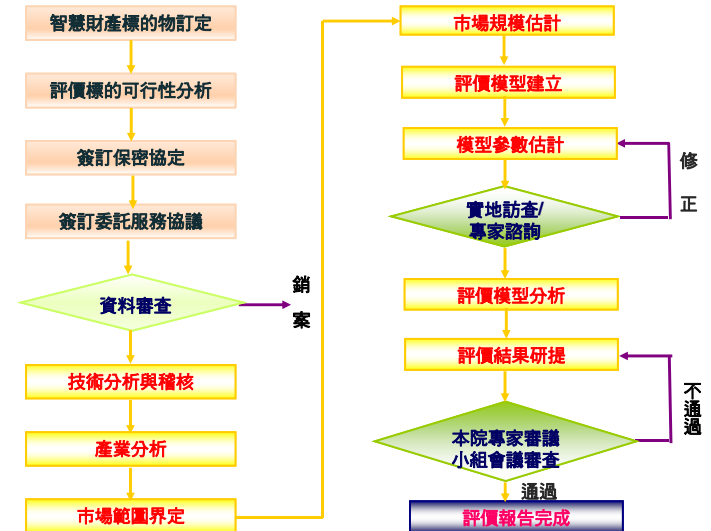 智慧財產標的物訂定
評價標的可行性分析
簽訂保密協定
簽訂委託服務協議
資料審查
銷
案
技術分析與稽核
產業分析
市場範圍界定
市場規模估計
評價模型建立
模型參數估計
修
正
實地訪查/
專家諮詢
評價模型分析
評價結果研提
不
通
過
本院專家審議
小組會議審查
通過
評價報告完成